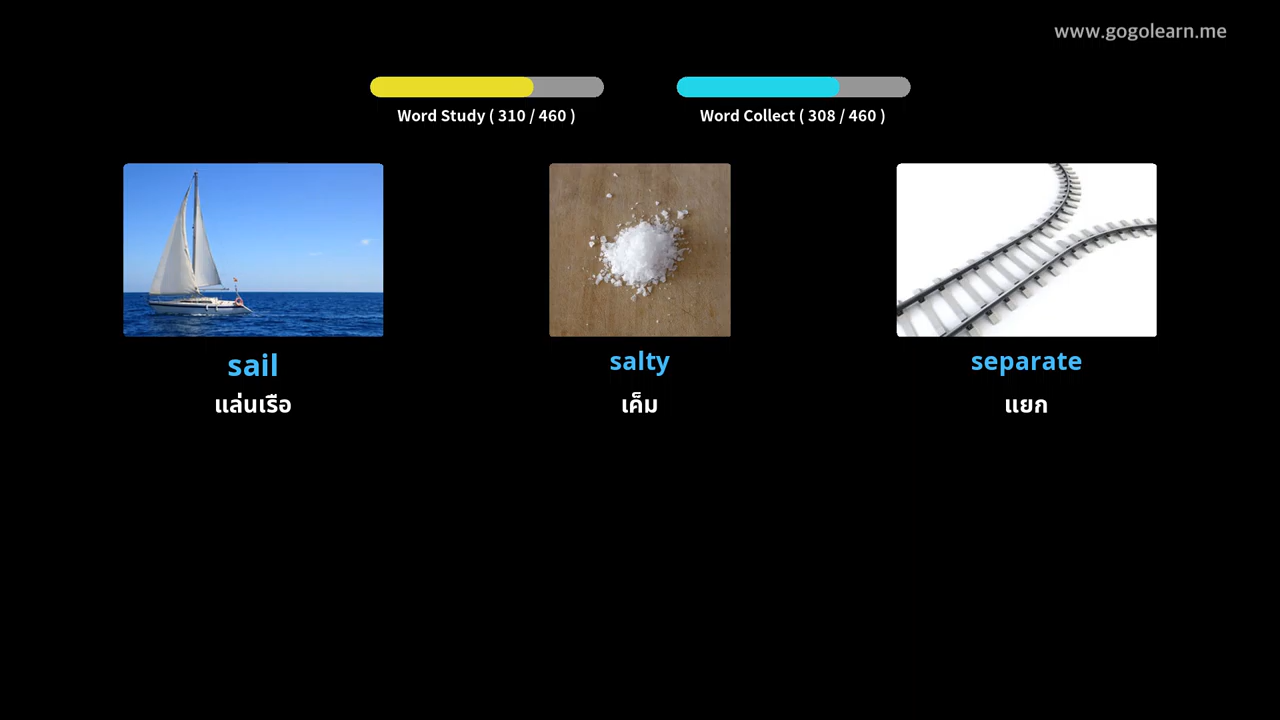 www.gogolearn.me
Word Study ( 310 / 460 )
Word Collect ( 308 / 460 )
sail
salty
separate
แล่นเรือ
เค็ม
แยก